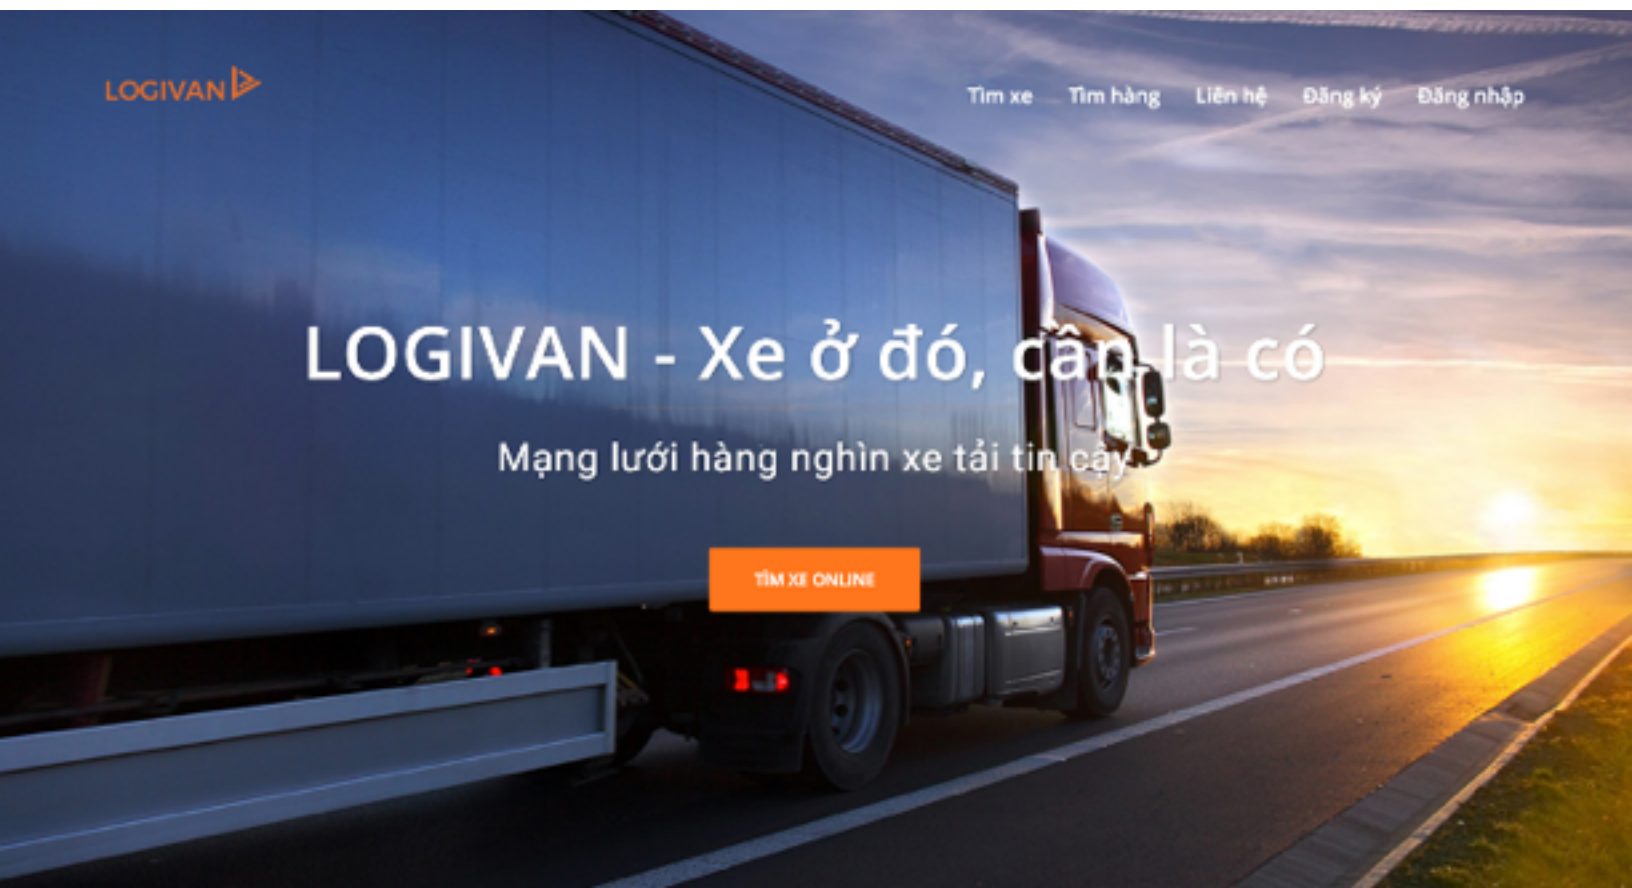 LOGIVAN
Tìm xe Tìm hàng Liên hệ Đăng ký Đăng nhập
LOGIVAN - Xe ở đó, cần là có
Mạng lưới hàng nghìn xe tải tin cậy
TÌM XE ONLINE